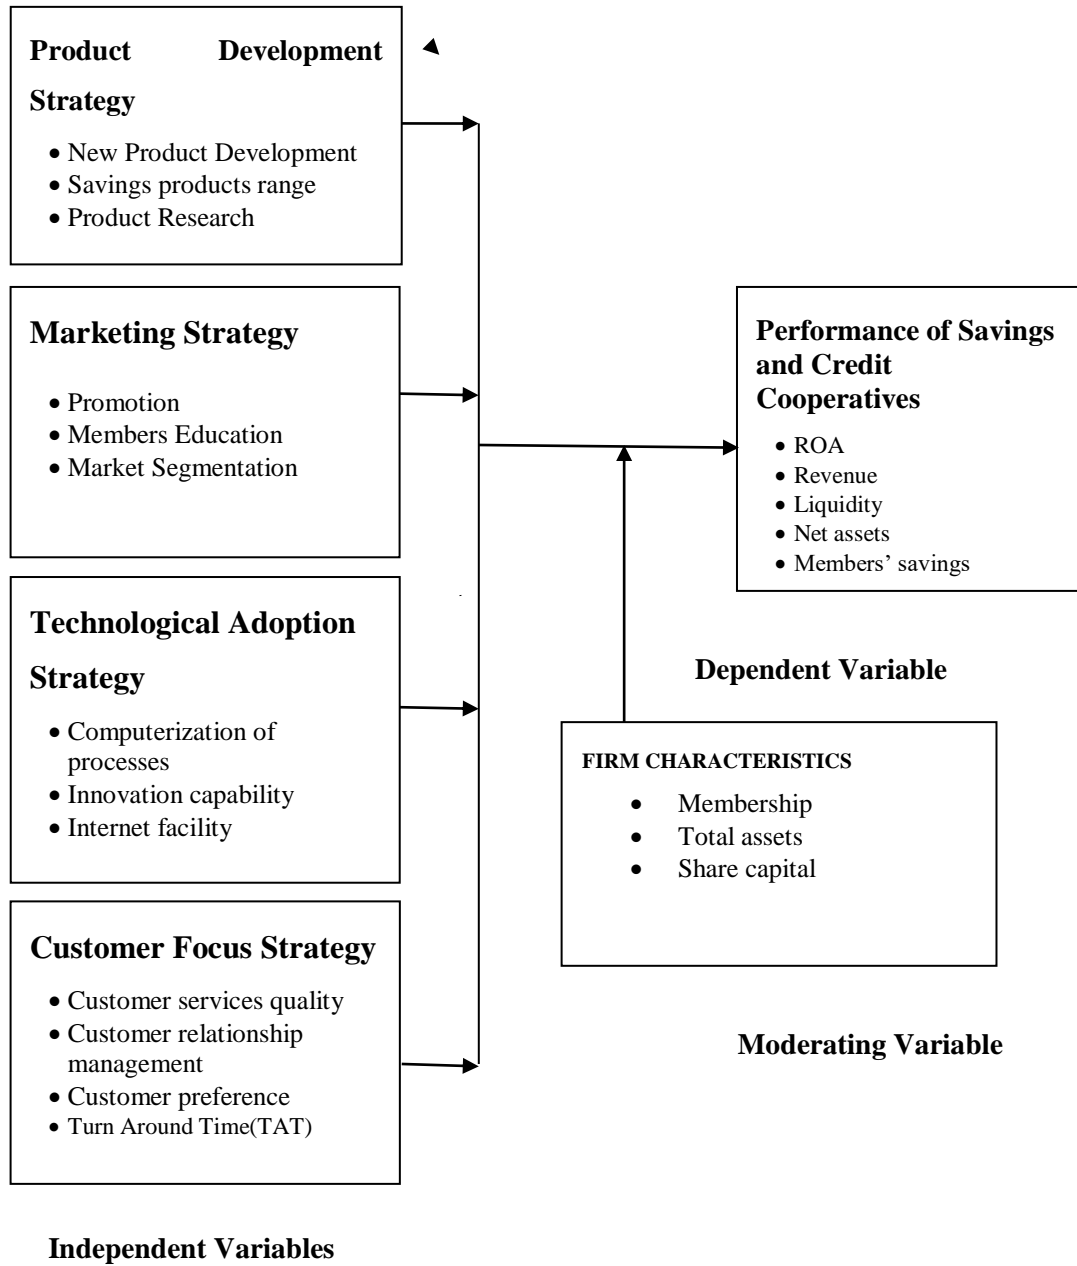 Product Development
Strategy
• New Product Development
• Savings products range
• Product Research
Marketing Strategy
• Promotion
• Members Education
• Market Segmentation
Technological Adoption
Strategy
• Computerization of
processes
• Innovation capability
• Internet facility
Customer Focus Strategy
• Customer services quality
• Customer relationship
management
• Customer preference
• Turn Around Time(TAT)
Independent Variables
Performance of Savings
and Credit
Cooperatives
• ROA
• Revenue
• Liquidity
• Net assets
• Members’ savings
Dependent Variable
FIRM CHARACTERISTICS
• Membership
• Total assets
• Share capital
Moderating Variable